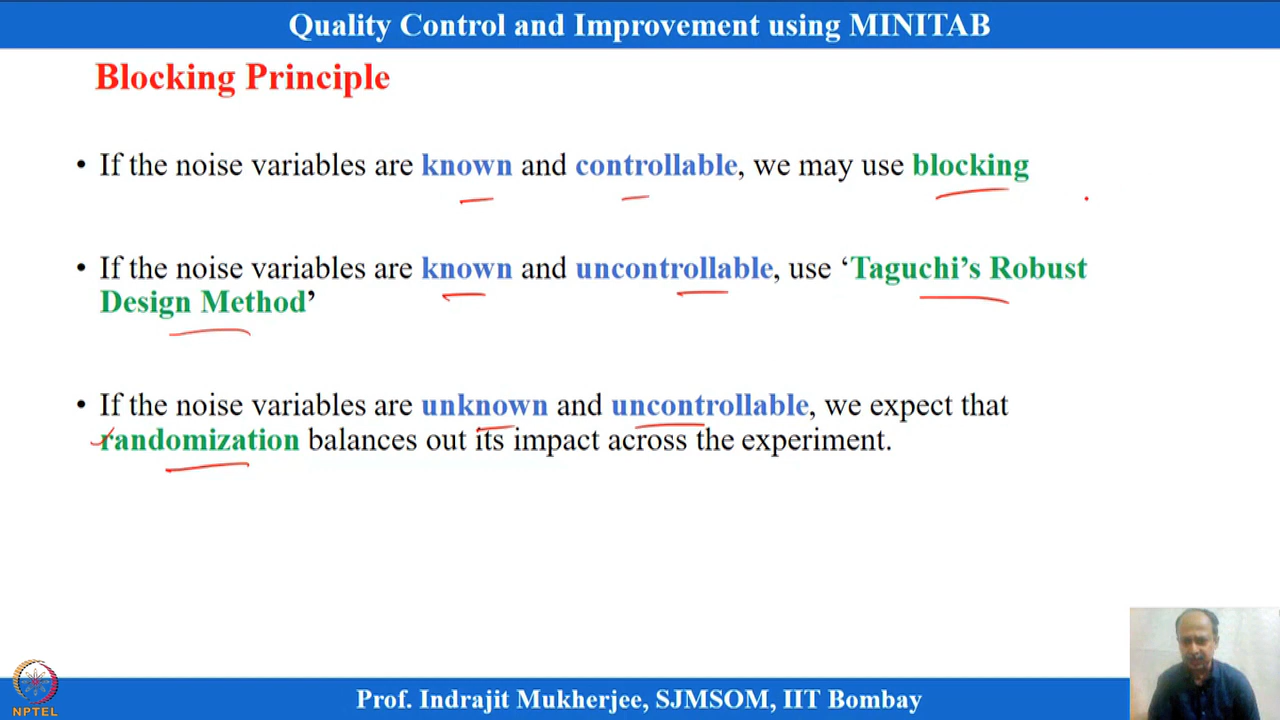 Quality Control and Improvement using MINITAB
Blocking Principle
• If the noise variables are known and controllable, we may use blocking
• If the noise variables are known and uncontrollable, use ‘Taguchi’s Robust
Design Method’
• If the noise variables are unknown and uncontrollable, we expect that
randomization balances out its impact across the experiment.
NPTEL
Prof. Indrajit Mukherjee, SJMSOM, IIT Bombay